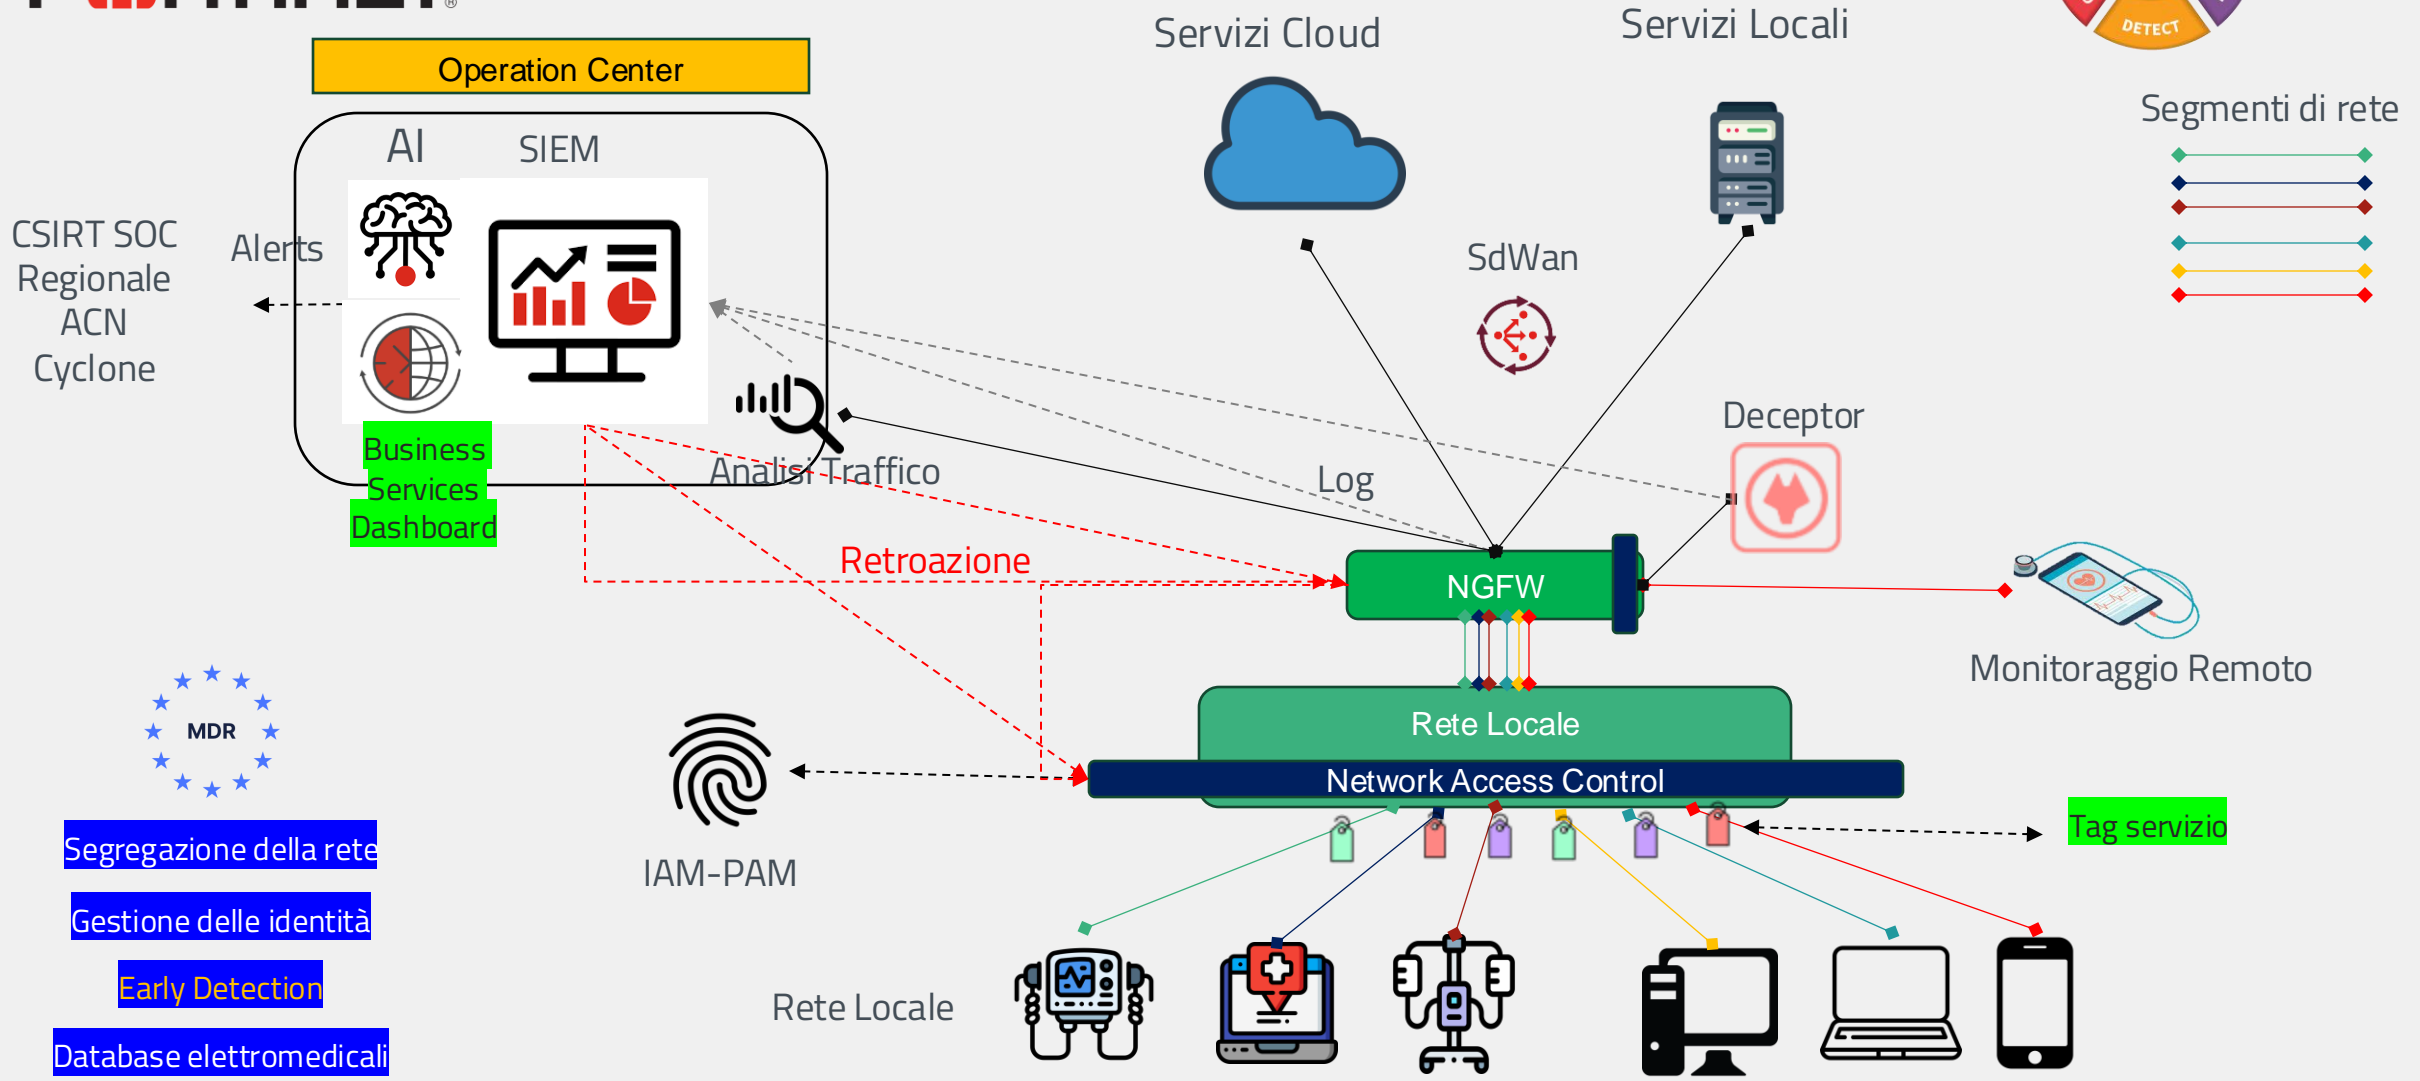 Operation Center
AI
SIEM
CSIRT SOC
Regionale
ACN
Cyclone
Alerts
Business
Services
Dashboard
Analisi Traffico
Servizi Cloud
Servizi Locali
DETECT
Segmenti di rete
SdWan
Deceptor
Log
Retroazione
NGFW
Monitoraggio Remoto
Rete Locale
Network Access Control
MDR
IAM-PAM
Tag servizio
Segregazione della rete
Gestione delle identità
Early Detection
Database elettromedicali
Rete Locale